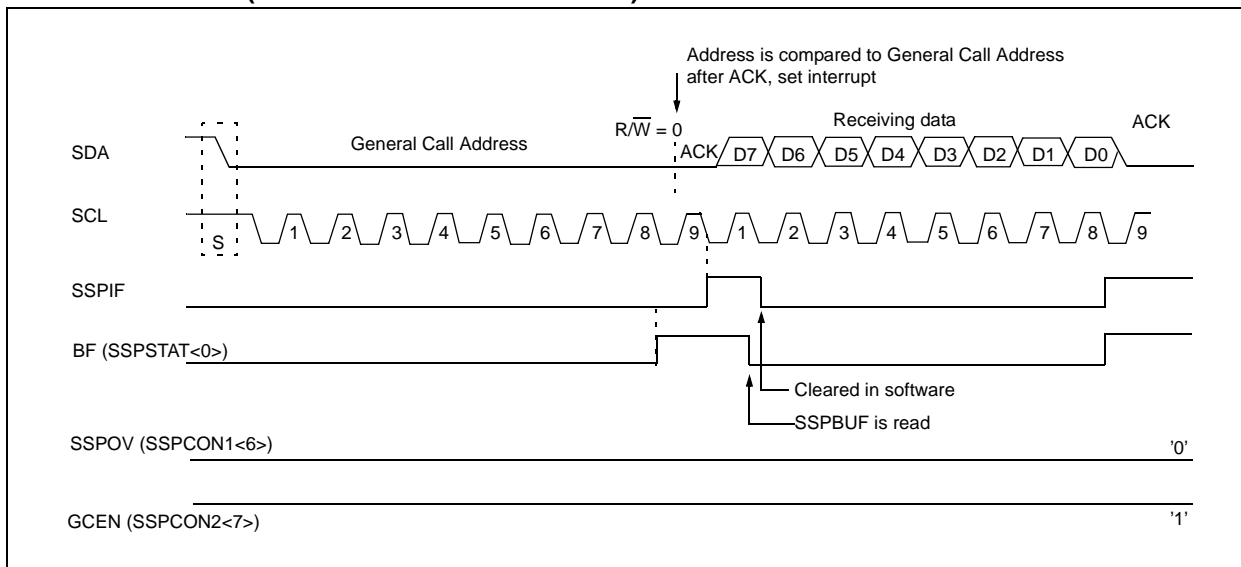 Address is compared to General Call Address
after ACK, set interrupt
R/W = 0
Receiving data
ACK
General Call Address
SDA
ACK
D7 D6 D5 D4 D3 D2 D1 D0
SCL
S
1 2 3 4 5 6 7 8 9 1 2 3 4 5 6 7 8 9
SSPIF
BF (SSPSTAT<0>)
Cleared in software
SSPBUF is read
SSPOV (SSPCON1<6>)
'0'
GCEN (SSPCON2<7>)
'1'